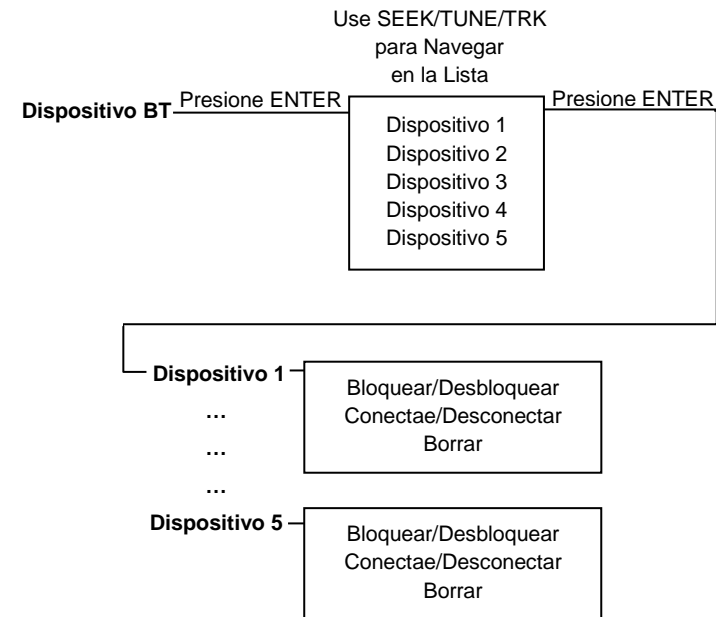 Use SEEK/TUNE/TRK
para Navegar
en la Lista
Dispositivo BT
Presione ENTER
Dispositivo 1
Dispositivo 2
Dispositivo 3
Dispositivo 4
Dispositivo 5
Presione ENTER
Dispositivo 1
Bloquear/Desbloquear
Conectae/Desconectar
Borrar
...
...
...
Dispositivo 5
Bloquear/Desbloquear
Conectae/Desconectar
Borrar